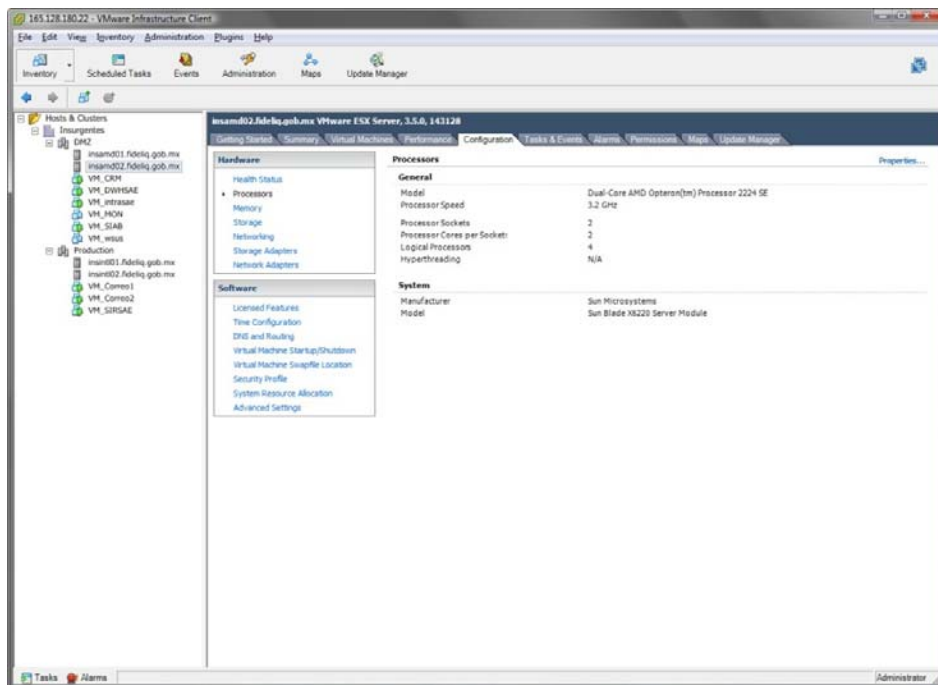 165.128.180.22 - VMware Infrastructure Client
File Edit View Inventory Administration Plugins Help
Inventory Scheduled Tasks Events Administration Maps Update Manager
Hosts & Clusters
Insurgentes
DMZ
insamd01.fideliq.gob.mx
insamd02.fideliq.gob.mx
VM_CRM
VM_DWHSAE
VM_intrasae
VM_MON
VM_SIAB
VM_wsus
Production
insintl01.fideliq.gob.mx
insintl02.fideliq.gob.mx
VM_Correo1
VM_Correo2
VM_SIRSAE
insamd02.fideliq.gob.mx VMware ESX Server, 3.5.0, 143128
Getting Started Summary Virtual Machines Performance Configuration Tasks & Events Alarms Permissions Maps Update Manager
Hardware
Health Status
Processors
Memory
Storage
Networking
Storage Adapters
Network Adapters
Software
Licensed Features
Time Configuration
DNS and Routing
Virtual Machine Startup/Shutdown
Virtual Machine Swapfile Location
Security Profile
System Resource Allocation
Advanced Settings
Processors Properties...
General
Model Dual-Core AMD Opteron(tm) Processor 2224 SE
Processor Speed 3.2 GHz
Processor Sockets 2
Processor Cores per Socket: 2
Logical Processors 4
Hyperthreading N/A
System
Manufacturer Sun Microsystems
Model Sun Blade X6220 Server Module
Tasks Alarms Administrator